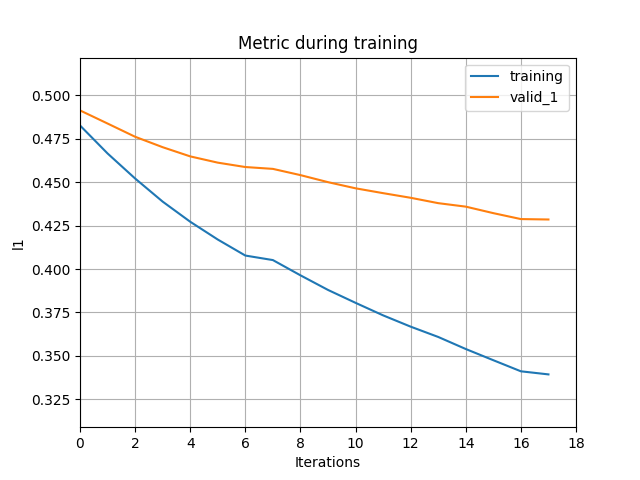 Metric during training
training
valid_1
0.500
0.475
0.450
0.425
0.400
0.375
0.350
0.325
l1
0 2 4 6 8 10 12 14 16 18
Iterations